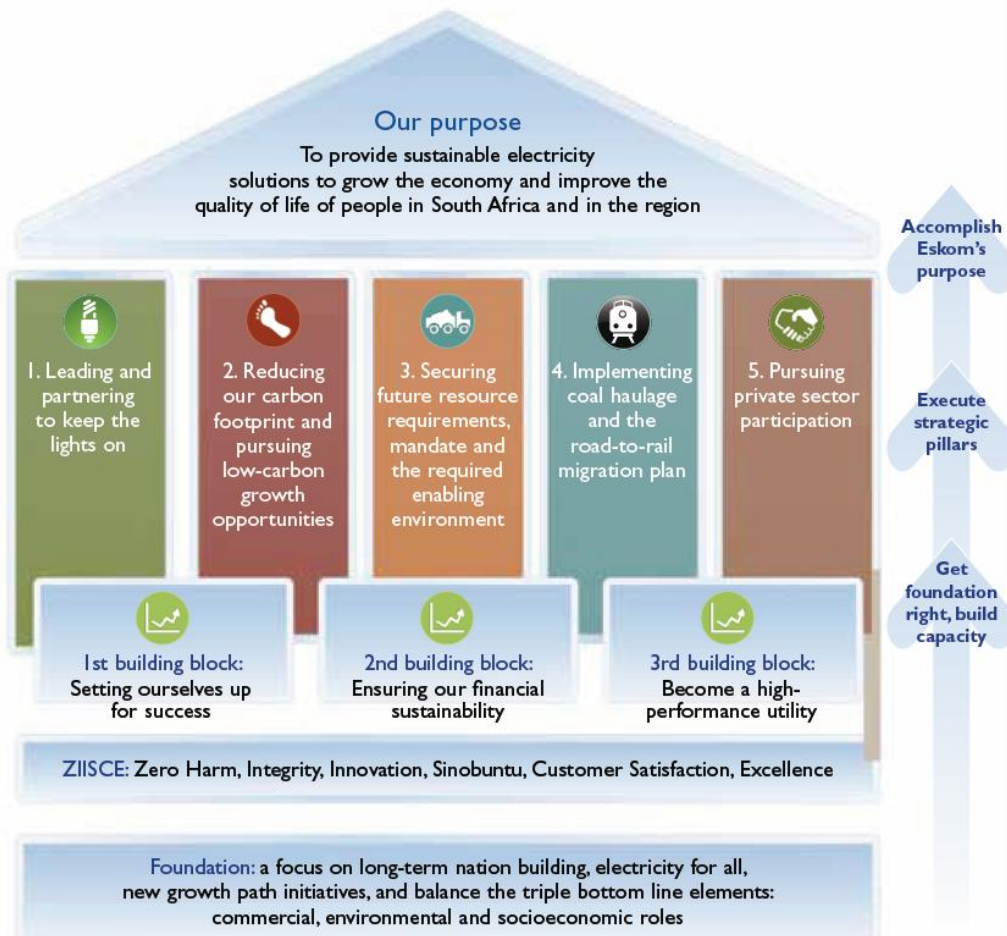 Our purpose
To provide sustainable electricity
solutions to grow the economy and improve the
quality of life of people in South Africa and in the region
Accomplish
Eskom's
purpose
1. Leading and
partnering
to keep the
lights on
2. Reducing
our carbon
footprint and
pursuing
low-carbon
growth
opportunities
3. Securing
future resource
requirements,
mandate and
the required
enabling
environment
4. Implementing
coal haulage
and the
road-to-rail
migration plan
5. Pursuing
private sector
participation
Execute
strategic
pillars
Get
foundation
right, build
capacity
1st building block:
Setting ourselves up
for success
2nd building block:
Ensuring our financial
sustainability
3rd building block:
Become a high-
performance utility
ZIISCE: Zero Harm, Integrity, Innovation, Sinobuntu, Customer Satisfaction, Excellence
Foundation: a focus on long-term nation building, electricity for all,
new growth path initiatives, and balance the triple bottom line elements:
commercial, environmental and socioeconomic roles